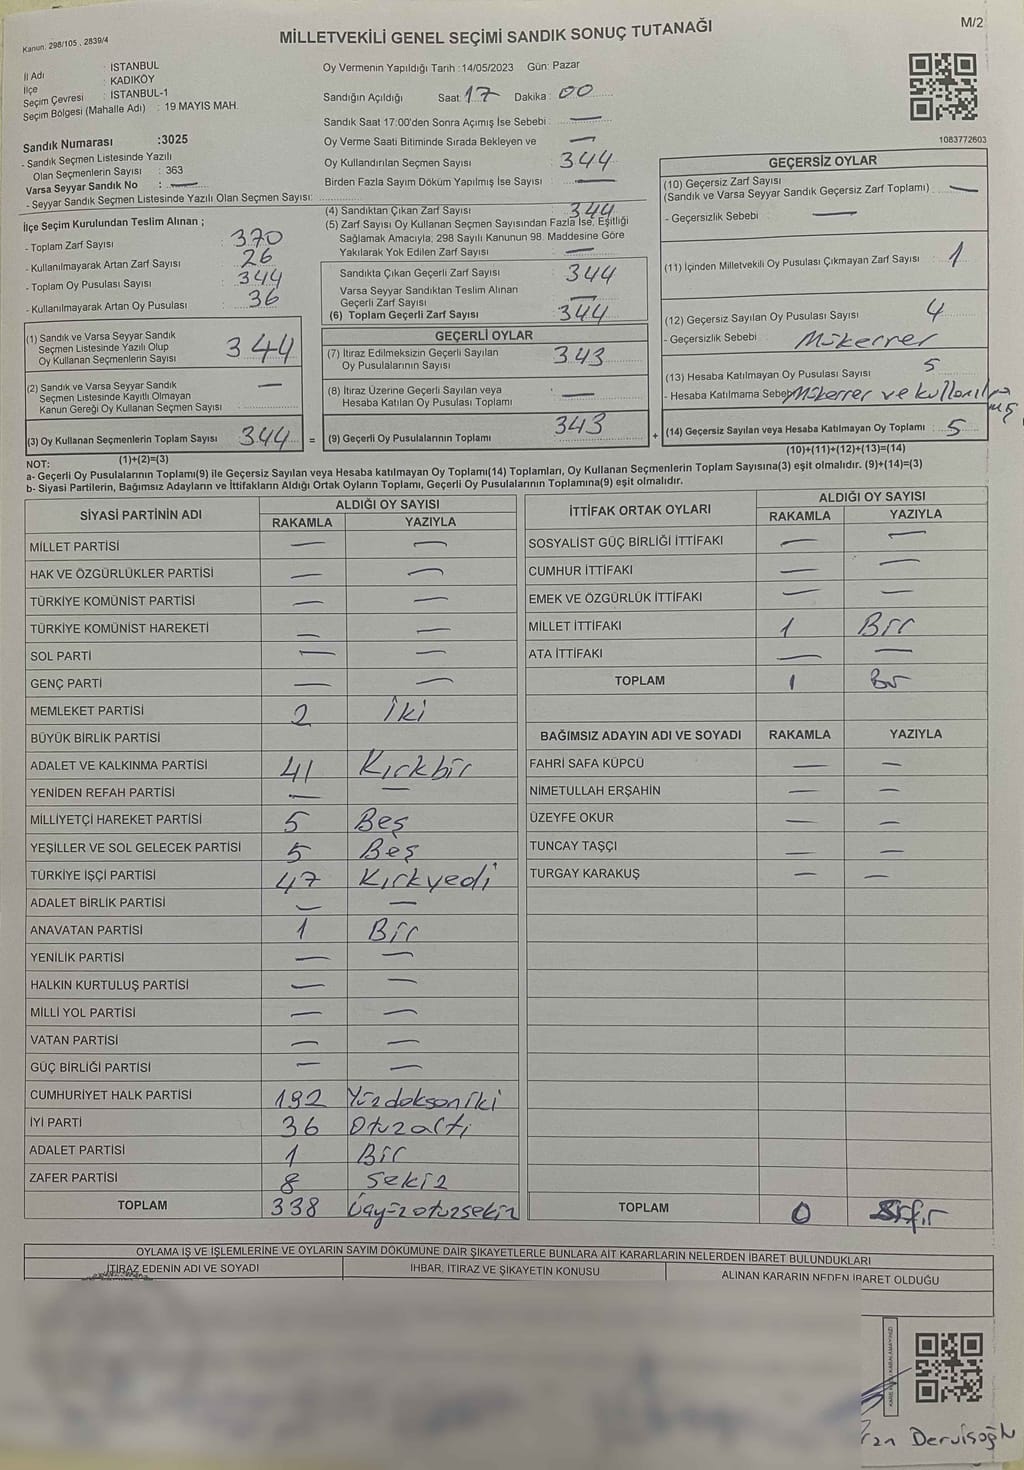 Kanun: 298/105 , 2839/4
MİLLETVEKİLİ GENEL SEÇİMİ SANDIK SONUÇ TUTANAĞI
M/2
İl Adı : İSTANBUL
İlçe : KADIKÖY
Seçim Çevresi : İSTANBUL-1
Seçim Bölgesi (Mahalle Adı) : 19 MAYIS MAH.
Sandık Numarası :3025
- Sandık Seçmen Listesinde Yazılı
Olan Seçmenlerin Sayısı : 363
Varsa Seyyar Sandık No : —
- Seyyar Sandık Seçmen Listesinde Yazılı Olan Seçmen Sayısı:
Oy Vermenin Yapıldığı Tarih :14/05/2023 Gün: Pazar
Sandığın Açıldığı Saat: 17 Dakika: 00
Sandık Saat 17:00'den Sonra Açımış İse Sebebi : —
Oy Verme Saati Bitiminde Sırada Bekleyen ve —
Oy Kullandırılan Seçmen Sayısı 344
Birden Fazla Sayım Döküm Yapılmış İse Sayısı : —
1083772603
İlçe Seçim Kurulundan Teslim Alınan ;
- Toplam Zarf Sayısı 370
- Kullanılmayarak Artan Zarf Sayısı 26
- Toplam Oy Pusulası Sayısı 344
- Kullanılmayarak Artan Oy Pusulası 36
(1) Sandık ve Varsa Seyyar Sandık
Seçmen Listesinde Yazılı Olup
Oy Kullanan Seçmenlerin Sayısı 344
(2) Sandık ve Varsa Seyyar Sandık
Seçmen Listesinde Kayıtlı Olmayan
Kanun Gereği Oy Kullanan Seçmen Sayısı —
(3) Oy Kullanan Seçmenlerin Toplam Sayısı 344 =
(1)+(2)=(3)
(4) Sandıktan Çıkan Zarf Sayısı 344
(5) Zarf Sayısı Oy Kullanan Seçmen Sayısından Fazla İse, Eşitliği
Sağlamak Amacıyla; 298 Sayılı Kanunun 98. Maddesine Göre
Yakılarak Yok Edilen Zarf Sayısı —
Sandıkta Çıkan Geçerli Zarf Sayısı 344
Varsa Seyyar Sandıktan Teslim Alınan
Geçerli Zarf Sayısı —
(6) Toplam Geçerli Zarf Sayısı 344
GEÇERLİ OYLAR
(7) İtiraz Edilmeksizin Geçerli Sayılan
Oy Pusulalarının Sayısı 343
(8) İtiraz Üzerine Geçerli Sayılan veya
Hesaba Katılan Oy Pusulası Toplamı —
(9) Geçerli Oy Pusulalarının Toplamı 343 +
GEÇERSİZ OYLAR
(10) Geçersiz Zarf Sayısı
(Sandık ve Varsa Seyyar Sandık Geçersiz Zarf Toplamı) —
- Geçersizlik Sebebi —
(11) İçinden Milletvekili Oy Pusulası Çıkmayan Zarf Sayısı 1
(12) Geçersiz Sayılan Oy Pusulası Sayısı 4
- Geçersizlik Sebebi Mükerrer
(13) Hesaba Katılmayan Oy Pusulası Sayısı 5
- Hesaba Katılmama Sebebi Mükerrer ve kullanılmamış
(14) Geçersiz Sayılan veya Hesaba Katılmayan Oy Toplamı 5
(10)+(11)+(12)+(13)=(14)
NOT:
a- Geçerli Oy Pusulalarının Toplamı(9) ile Geçersiz Sayılan veya Hesaba katılmayan Oy Toplamı(14) Toplamları, Oy Kullanan Seçmenlerin Toplam Sayısına(3) eşit olmalıdır. (9)+(14)=(3)
b- Siyasi Partilerin, Bağımsız Adayların ve İttifakların Aldığı Ortak Oyların Toplamı, Geçerli Oy Pusulalarının Toplamına(9) eşit olmalıdır.
SİYASİ PARTİNİN ADI ALDIĞI OY SAYISI
RAKAMLA YAZIYLA
MİLLET PARTİSİ — —
HAK VE ÖZGÜRLÜKLER PARTİSİ — —
TÜRKİYE KOMÜNİST PARTİSİ — —
TÜRKİYE KOMÜNİST HAREKETİ — —
SOL PARTİ — —
GENÇ PARTİ — —
MEMLEKET PARTİSİ 2 İki
BÜYÜK BİRLİK PARTİSİ
ADALET VE KALKINMA PARTİSİ 41 Kırkbir
YENİDEN REFAH PARTİSİ — —
MİLLİYETÇİ HAREKET PARTİSİ 5 Beş
YEŞİLLER VE SOL GELECEK PARTİSİ 5 Beş
TÜRKİYE İŞÇİ PARTİSİ 47 Kırkyedi
ADALET BİRLİK PARTİSİ — —
ANAVATAN PARTİSİ 1 Bir
YENİLİK PARTİSİ — —
HALKIN KURTULUŞ PARTİSİ — —
MİLLİ YOL PARTİSİ — —
VATAN PARTİSİ — —
GÜÇ BİRLİĞİ PARTİSİ — —
CUMHURİYET HALK PARTİSİ 192 Yüzdoksaniki
İYİ PARTİ 36 Otuzaltı
ADALET PARTİSİ 1 Bir
ZAFER PARTİSİ 8 Sekiz
TOPLAM 338 Üçyüzotuzsekiz
İTTİFAK ORTAK OYLARI ALDIĞI OY SAYISI
RAKAMLA YAZIYLA
SOSYALİST GÜÇ BİRLİĞİ İTTİFAKI — —
CUMHUR İTTİFAKI — —
EMEK VE ÖZGÜRLÜK İTTİFAKI — —
MİLLET İTTİFAKI 1 Bir
ATA İTTİFAKI — —
TOPLAM 1 Bir
BAĞIMSIZ ADAYIN ADI VE SOYADI RAKAMLA YAZIYLA
FAHRİ SAFA KÜPCÜ — —
NİMETULLAH ERŞAHİN — —
ÜZEYFE OKUR — —
TUNCAY TAŞÇI — —
TURGAY KARAKUŞ — —
TOPLAM 0 Sıfır
OYLAMA İŞ VE İŞLEMLERİNE VE OYLARIN SAYIM DÖKÜMÜNE DAİR ŞİKAYETLERLE BUNLARA AİT KARARLARIN NELERDEN İBARET BULUNDUKLARI
İTİRAZ EDENİN ADI VE SOYADI İHBAR, İTİRAZ VE ŞİKAYETİN KONUSU ALINAN KARARIN NEDEN İBARET OLDUĞU
Dervişoğlu